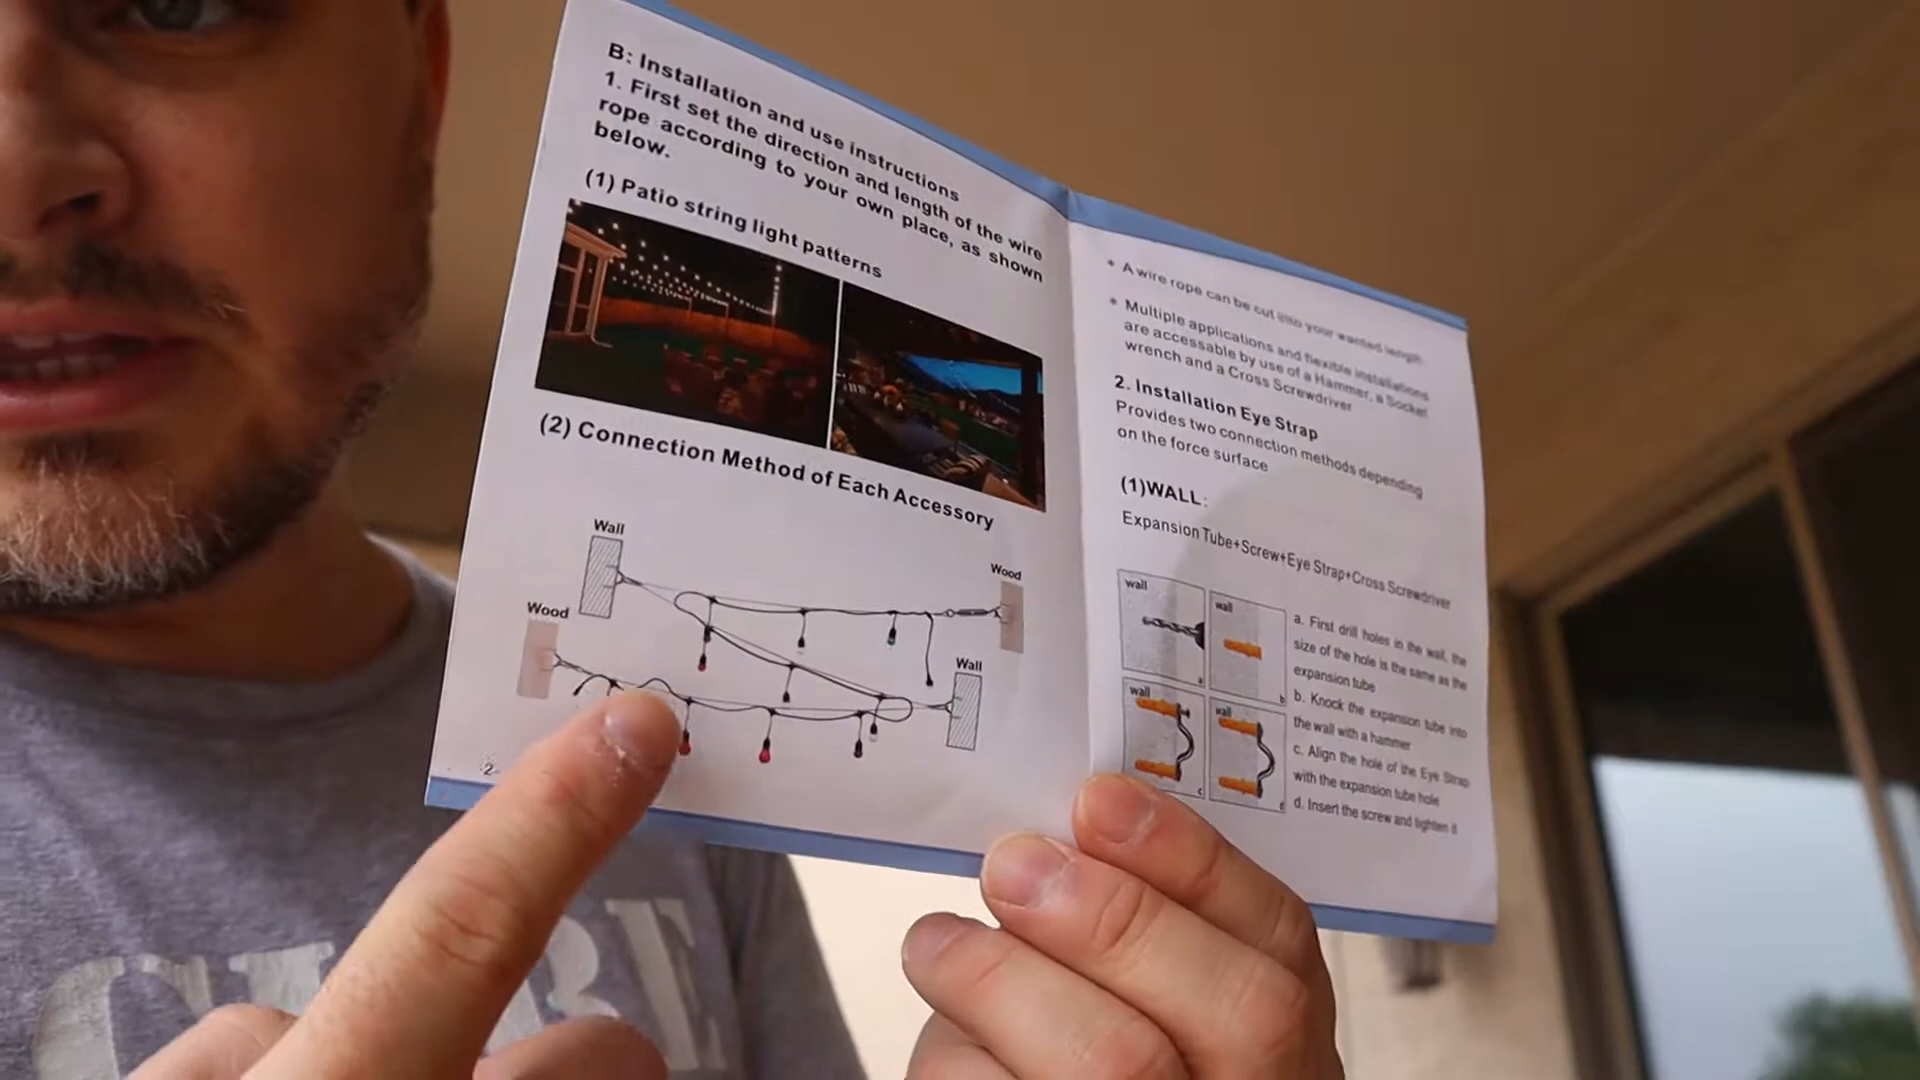 B: Installation and use instructions
1. First set the direction and length of the wire
rope according to your own place, as shown
below.
(1) Patio string light patterns
(2) Connection Method of Each Accessory
Wall
Wood
Wood
Wall
2
* A wire rope can be cut into your wanted length.
* Multiple applications and flexible installations
are accessable by use of a Hammer, a Socket
wrench and a Cross Screwdriver
2. Installation Eye Strap
Provides two connection methods depending
on the force surface
(1)WALL:
Expansion Tube+Screw+Eye Strap+Cross Screwdriver
wall
a
wall
b
wall
c
wall
d
a. First drill holes in the wall, the
size of the hole is the same as the
expansion tube
b. Knock the expansion tube into
the wall with a hammer
c. Align the hole of the Eye Strap
with the expansion tube hole
d. Insert the screw and tighten it